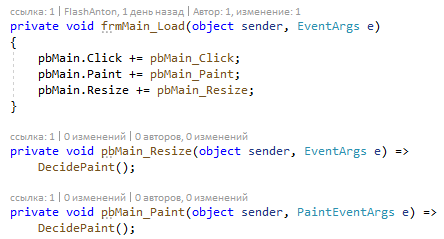 ссылка: 1 | FlashAnton, 1 день назад | Автор: 1, изменение: 1
private void frmMain_Load(object sender, EventArgs e)
{
    pbMain.Click += pbMain_Click;
    pbMain.Paint += pbMain_Paint;
    pbMain.Resize += pbMain_Resize;
}
ссылка: 1 | 0 изменений | 0 авторов, 0 изменений
private void pbMain_Resize(object sender, EventArgs e) =>
    DecidePaint();
ссылка: 1 | 0 изменений | 0 авторов, 0 изменений
private void pbMain_Paint(object sender, PaintEventArgs e) =>
    DecidePaint();